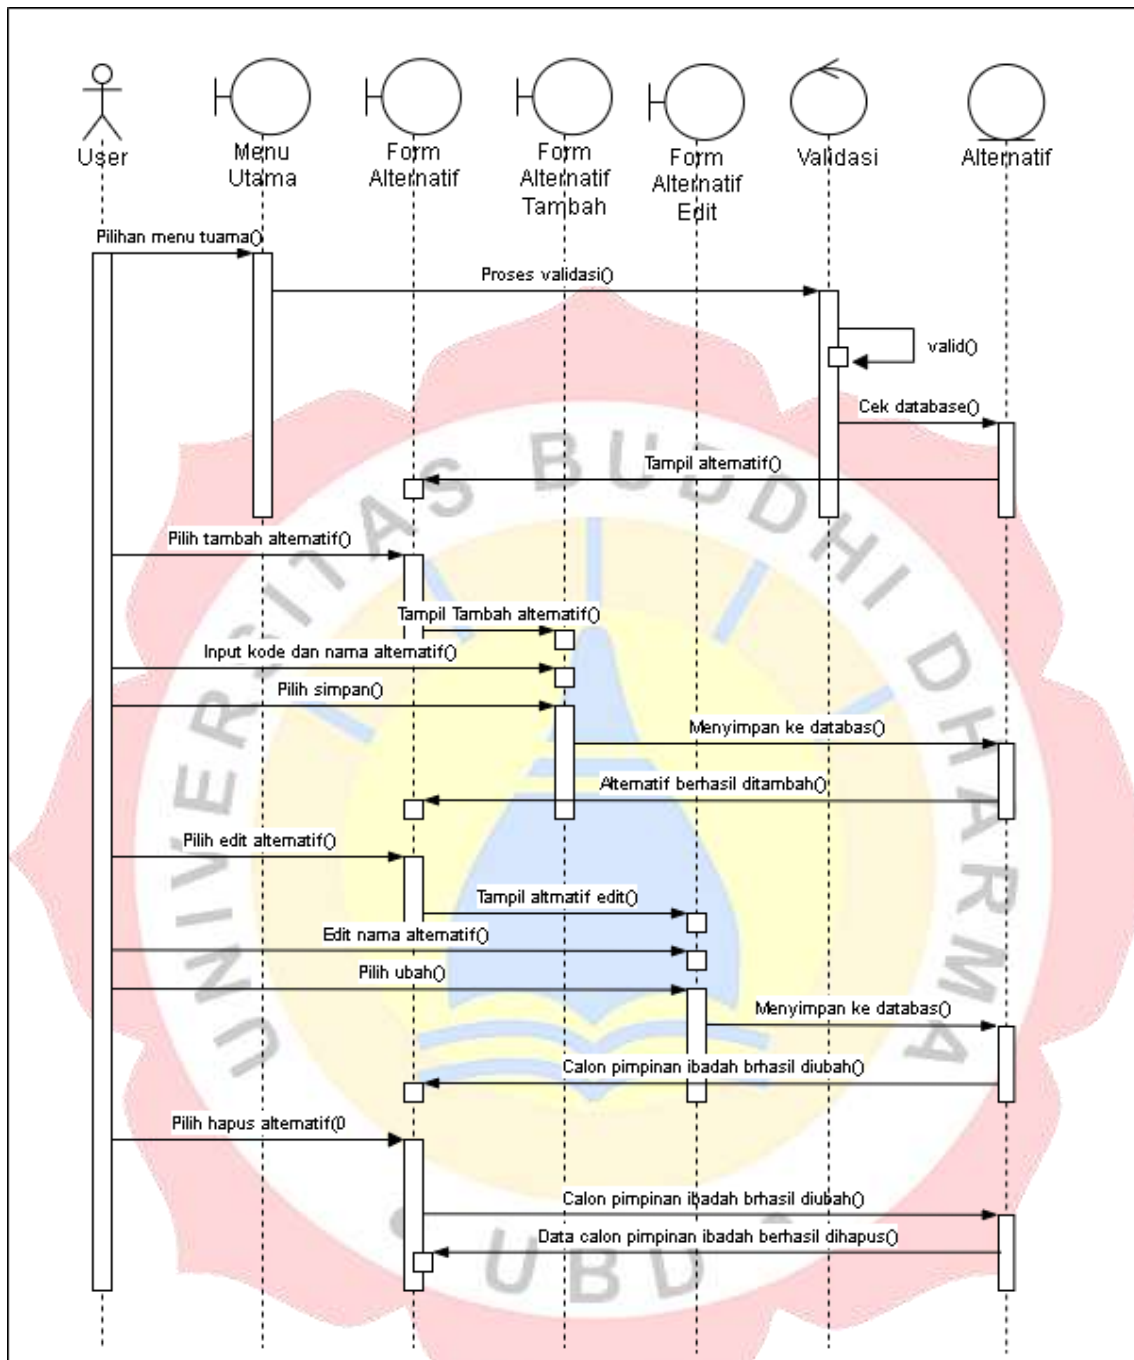 User
Menu
Utama
Form
Alternatif
Form
Alternatif
Tambah
Form
Alternatif
Edit
Validasi
Alternatif
Pilihan menu tuama()
Proses validasi()
valid()
Cek database()
Tampil alternatif()
Pilih tambah alternatif()
Tampil Tambah alternatif()
Input kode dan nama alternatif()
Pilih simpan()
Menyimpan ke databas()
Alternatif berhasil ditambah()
Pilih edit alternatif()
Tampil altmatif edit()
Edit nama alternatif()
Pilih ubah()
Menyimpan ke databas()
Calon pimpinan ibadah brhasil diubah()
Pilih hapus alternatif(0
Calon pimpinan ibadah brhasil diubah()
Data calon pimpinan ibadah berhasil dihapus()
UNIVERSITAS BUDDHI DHARMA
UBD